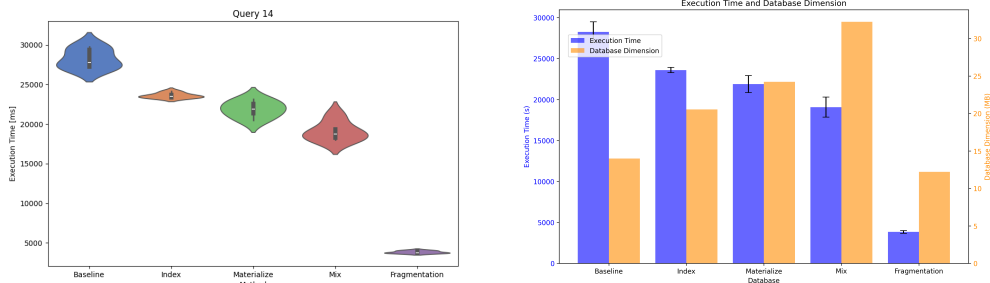 Query 14
Execution Time [ms]
30000
25000
20000
15000
10000
5000
Baseline Index Materialize Mix Fragmentation
Execution Time and Database Dimension
Execution Time (s)
30000
25000
20000
15000
10000
5000
0
Execution Time
Database Dimension
30
25
20
15
10
5
0
Database Dimension (MB)
Baseline Index Materialize Mix Fragmentation
Database